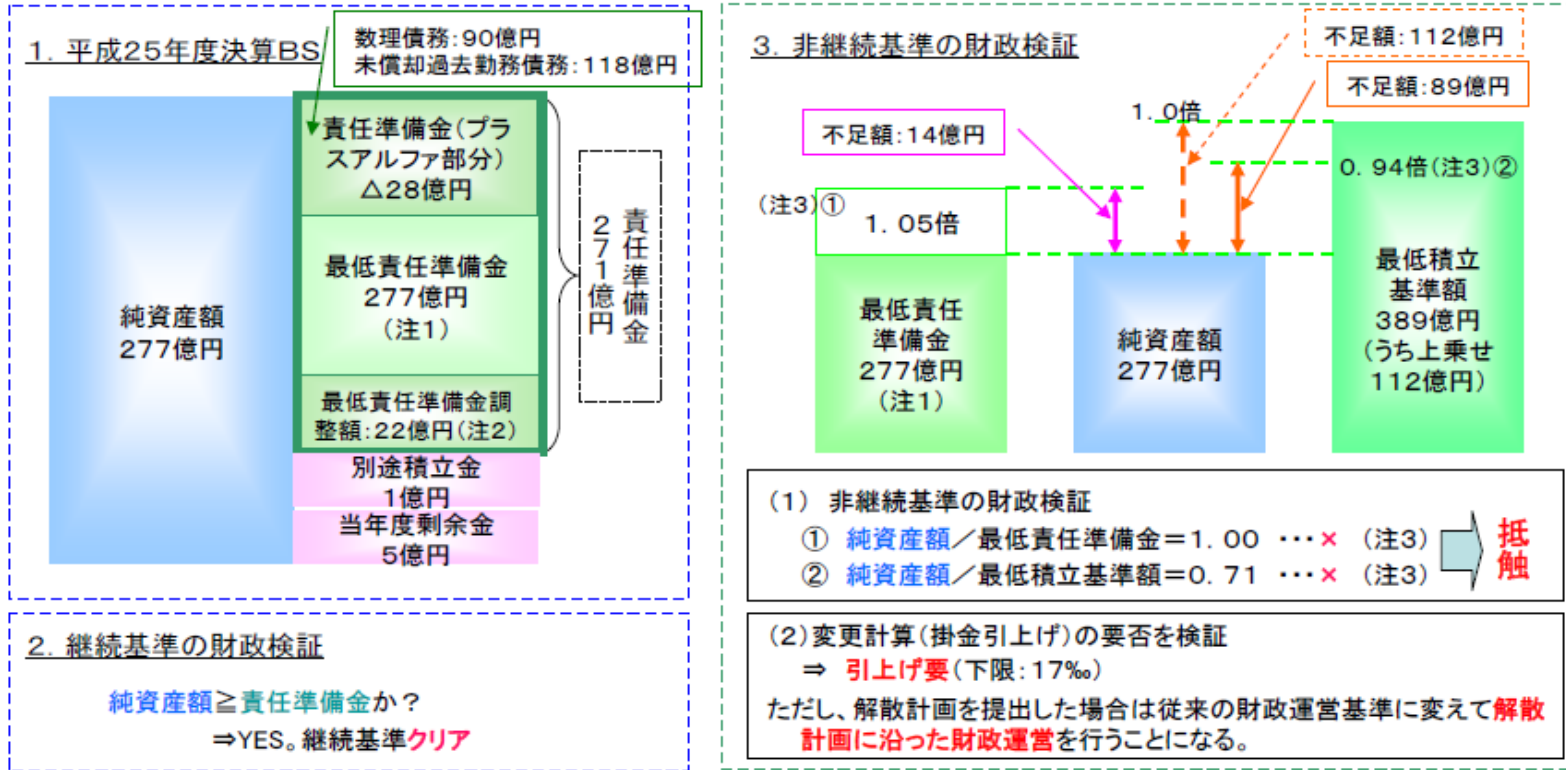 1. 平成25年度決算BS
数理債務:90億円
未償却過去勤務債務:118億円
純資産額
277億円
責任準備金(プラ
スアルファ部分)
△28億円
最低責任準備金
277億円
(注1)
最低責任準備金調
整額:22億円(注2)
別途積立金
1億円
当年度剰余金
5億円
責任準備金
271億円
2. 継続基準の財政検証
純資産額≧責任準備金か?
⇒YES。継続基準クリア
3. 非継続基準の財政検証
不足額:112億円
不足額:89億円
不足額:14億円
1. 0倍
0. 94倍(注3)②
(注3)①
1. 05倍
最低責任
準備金
277億円
(注1)
純資産額
277億円
最低積立
基準額
389億円
(うち上乗せ
112億円)
(1) 非継続基準の財政検証
① 純資産額/最低責任準備金=1. 00 ・・・× (注3)
② 純資産額/最低積立基準額=0. 71 ・・・× (注3)
抵触
(2)変更計算(掛金引上げ)の要否を検証
⇒ 引上げ要(下限:17‰)
ただし、解散計画を提出した場合は従来の財政運営基準に変えて解散
計画に沿った財政運営を行うことになる。